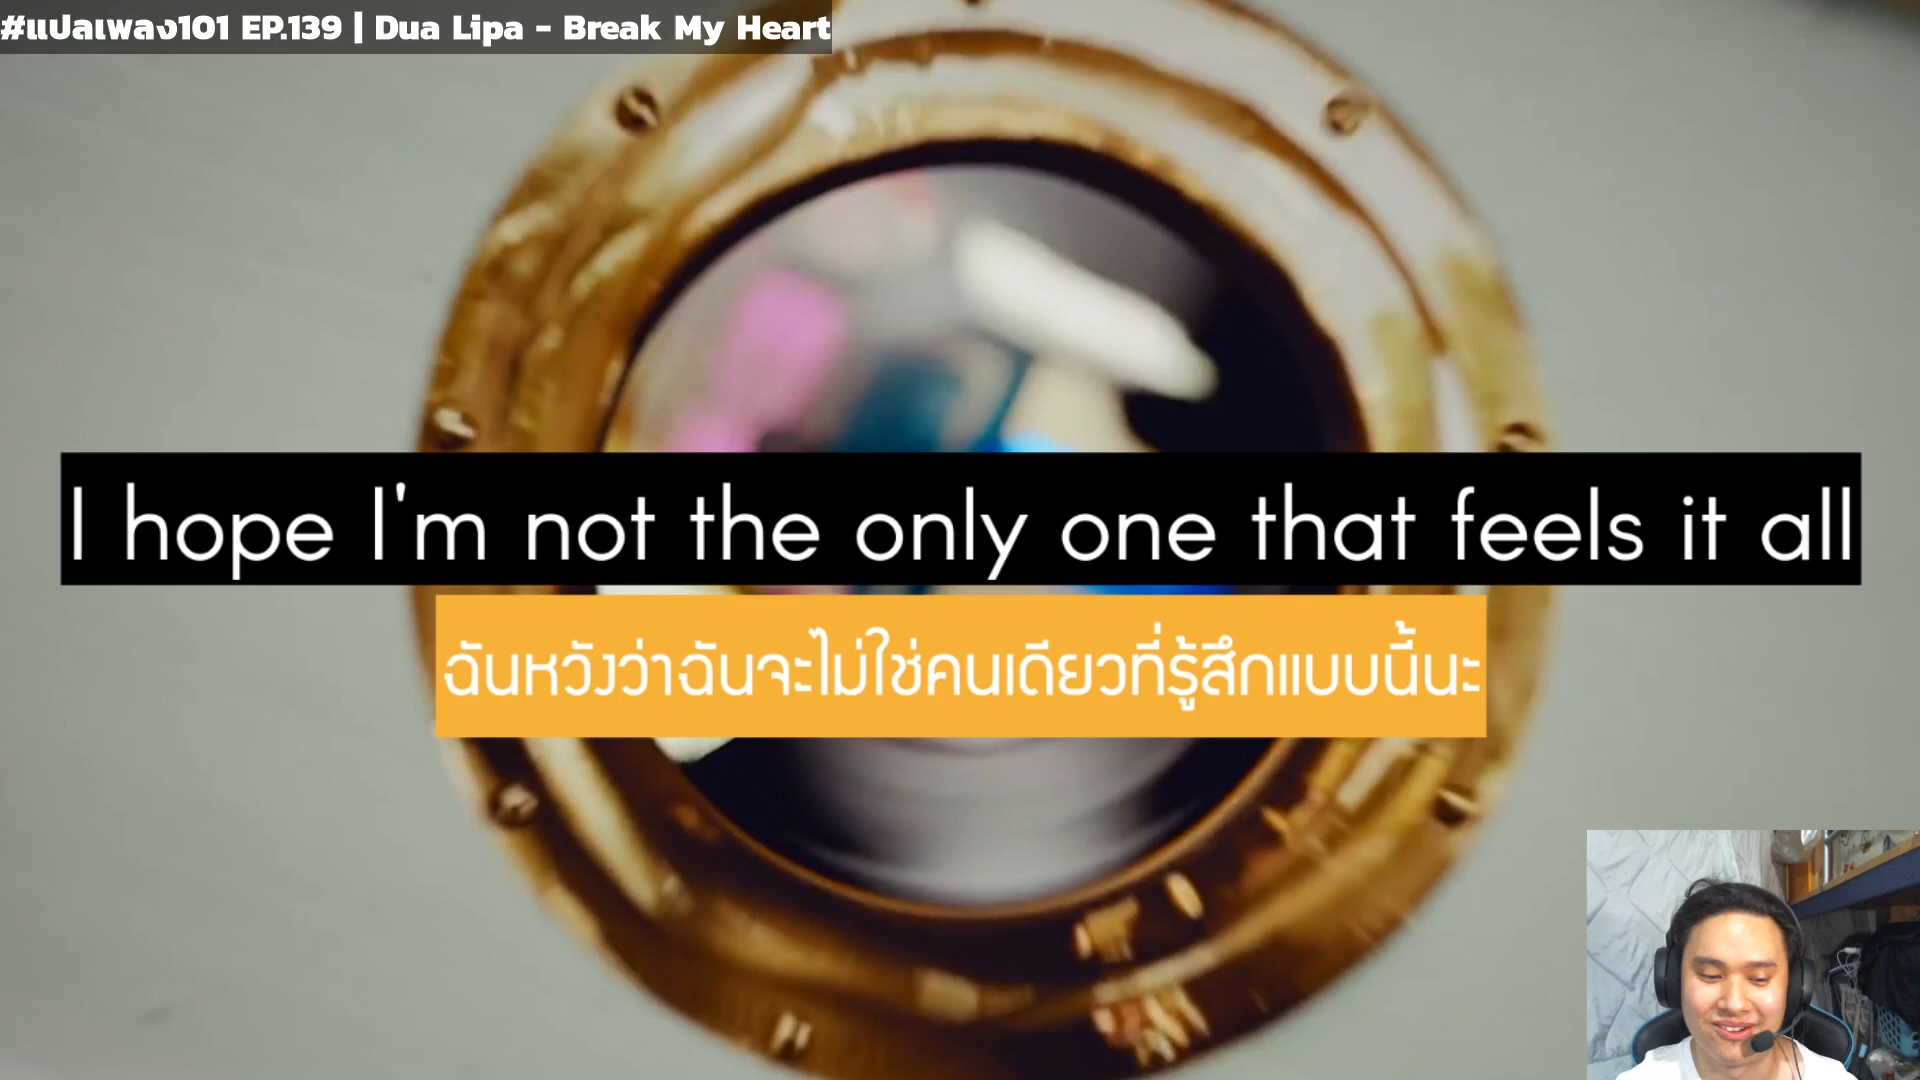 #แปลเพลง101 EP.139 | Dua Lipa - Break My Heart
I hope I'm not the only one that feels it all
ฉันหวังว่าฉันจะไม่ใช่คนเดียวที่รู้สึกแบบนี้นะ